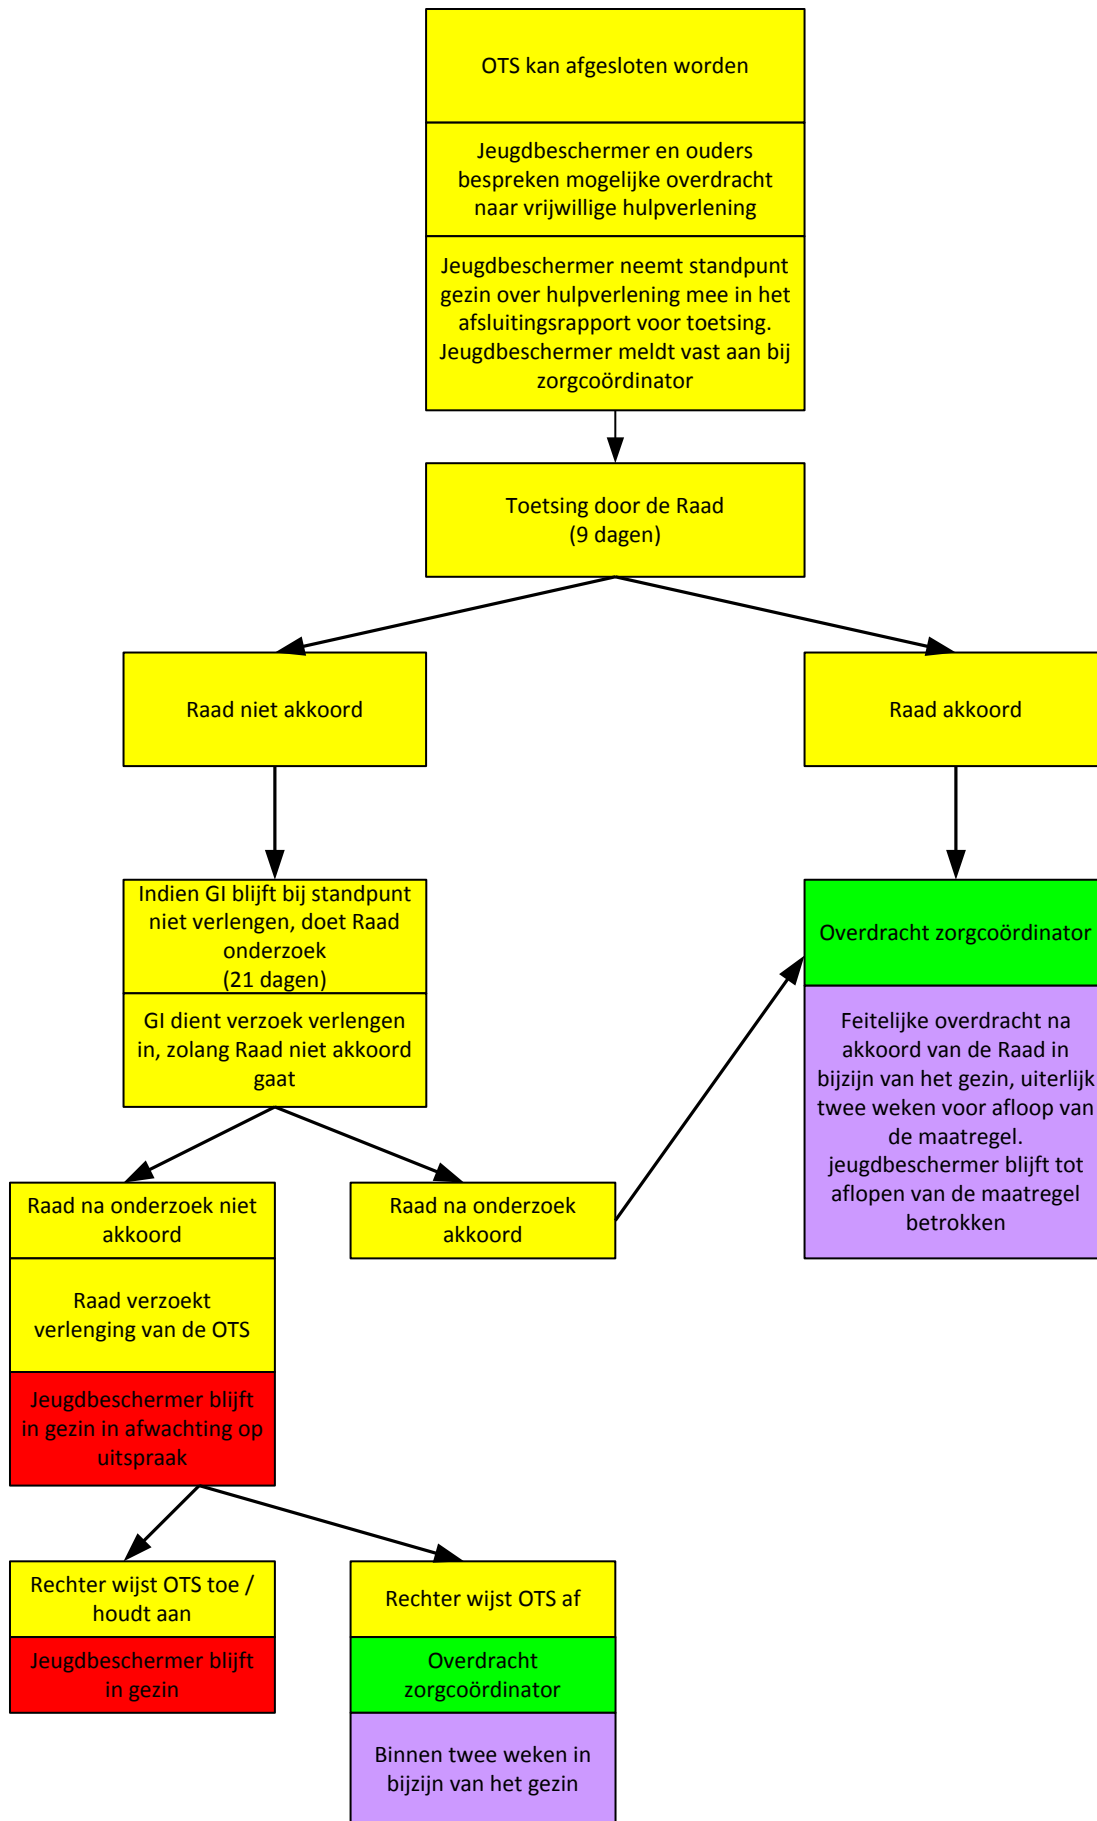 OTS kan afgesloten worden
Jeugdbeschermer en ouders
bespreken mogelijke overdracht
naar vrijwillige hulpverlening
Jeugdbeschermer neemt standpunt
gezin over hulpverlening mee in het
afsluitingsrapport voor toetsing.
Jeugdbeschermer meldt vast aan bij
zorgcoördinator
Toetsing door de Raad
(9 dagen)
Raad niet akkoord
Raad akkoord
Indien GI blijft bij standpunt
niet verlengen, doet Raad
onderzoek
(21 dagen)
GI dient verzoek verlengen
in, zolang Raad niet akkoord
gaat
Overdracht zorgcoördinator
Feitelijke overdracht na
akkoord van de Raad in
bijzijn van het gezin, uiterlijk
twee weken voor afloop van
de maatregel.
jeugdbeschermer blijft tot
aflopen van de maatregel
betrokken
Raad na onderzoek niet
akkoord
Raad verzoekt
verlenging van de OTS
Jeugdbeschermer blijft
in gezin in afwachting op
uitspraak
Raad na onderzoek
akkoord
Rechter wijst OTS toe /
houdt aan
Jeugdbeschermer blijft
in gezin
Rechter wijst OTS af
Overdracht
zorgcoördinator
Binnen twee weken in
bijzijn van het gezin